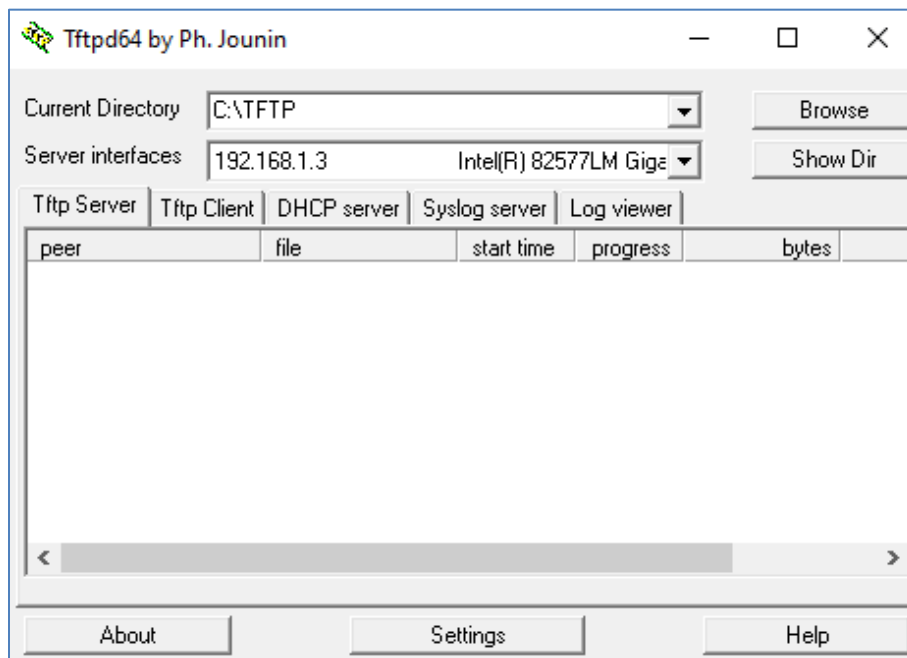 Tftpd64 by Ph. Jounin
Current Directory C:\TFTP Browse
Server interfaces 192.168.1.3 Intel(R) 82577LM Giga Show Dir
Tftp Server Tftp Client DHCP server Syslog server Log viewer
peer file start time progress bytes
About Settings Help